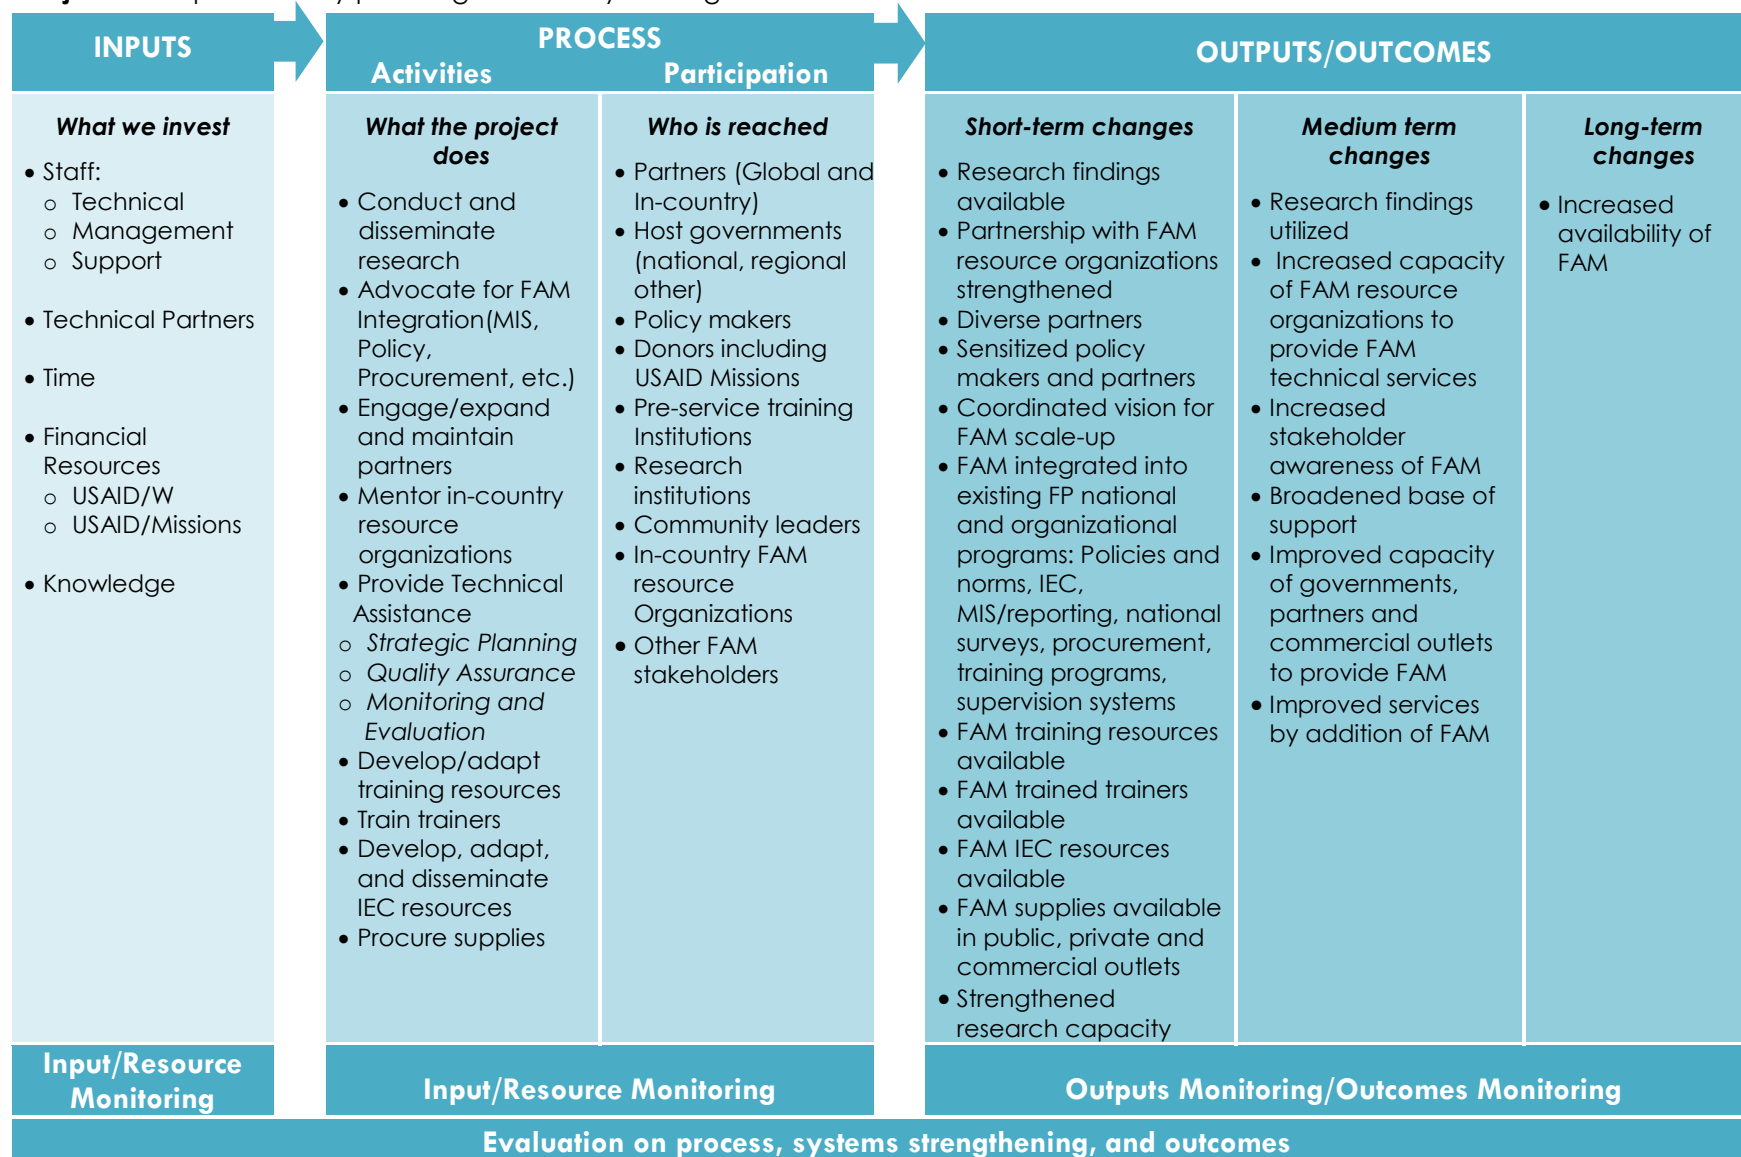 INPUTS
PROCESS
Activities
Participation
OUTPUTS/OUTCOMES
What we invest
• Staff:
o Technical
o Management
o Support
• Technical Partners
• Time
• Financial
Resources
o USAID/W
o USAID/Missions
• Knowledge
What the project
does
• Conduct and
disseminate
research
• Advocate for FAM
Integration(MIS,
Policy,
Procurement, etc.)
• Engage/expand
and maintain
partners
• Mentor in-country
resource
organizations
• Provide Technical
Assistance
o Strategic Planning
o Quality Assurance
o Monitoring and
Evaluation
• Develop/adapt
training resources
• Train trainers
• Develop, adapt,
and disseminate
IEC resources
• Procure supplies
Who is reached
• Partners (Global and
In-country)
• Host governments
(national, regional
other)
• Policy makers
• Donors including
USAID Missions
• Pre-service training
Institutions
• Research
institutions
• Community leaders
• In-country FAM
resource
Organizations
• Other FAM
stakeholders
Short-term changes
• Research findings
available
• Partnership with FAM
resource organizations
strengthened
• Diverse partners
• Sensitized policy
makers and partners
• Coordinated vision for
FAM scale-up
• FAM integrated into
existing FP national
and organizational
programs: Policies and
norms, IEC,
MIS/reporting, national
surveys, procurement,
training programs,
supervision systems
• FAM training resources
available
• FAM trained trainers
available
• FAM IEC resources
available
• FAM supplies available
in public, private and
commercial outlets
• Strengthened
research capacity
Medium term
changes
• Research findings
utilized
• Increased capacity
of FAM resource
organizations to
provide FAM
technical services
• Increased
stakeholder
awareness of FAM
• Broadened base of
support
• Improved capacity
of governments,
partners and
commercial outlets
to provide FAM
• Improved services
by addition of FAM
Long-term
changes
• Increased
availability of
FAM
Input/Resource
Monitoring
Input/Resource Monitoring
Outputs Monitoring/Outcomes Monitoring
Evaluation on process, systems strengthening, and outcomes